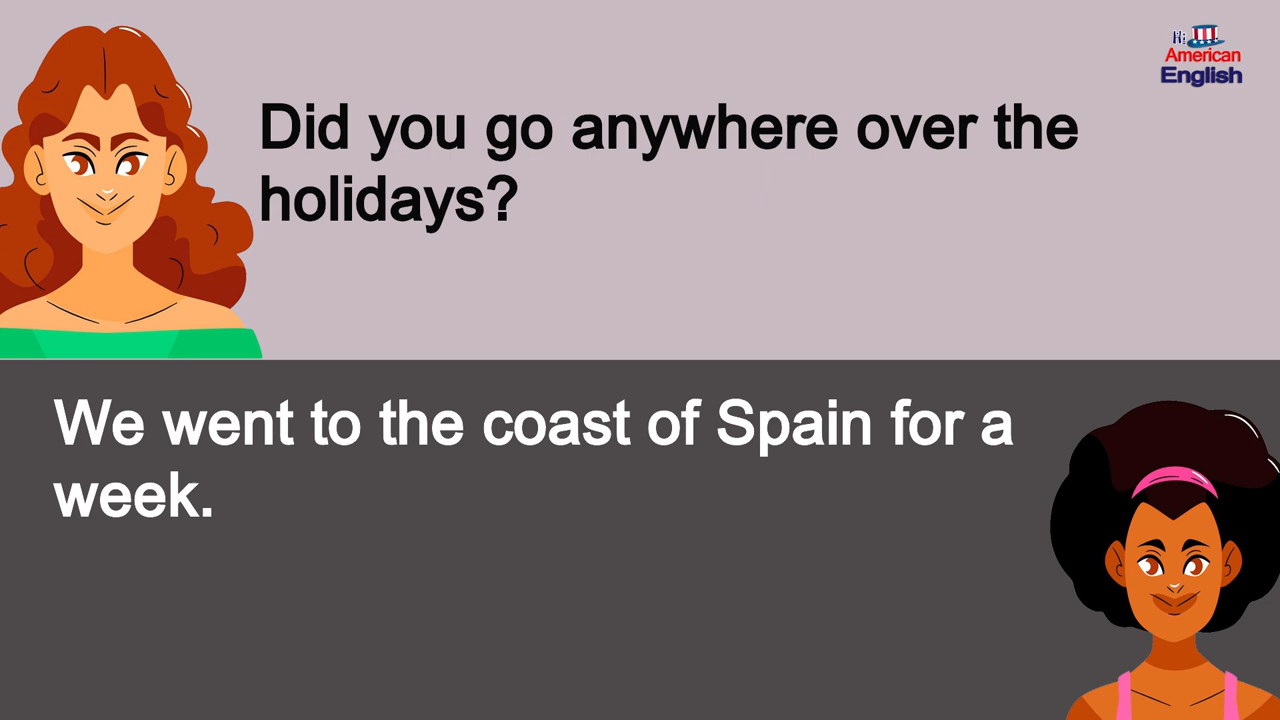 Hi
American
English
Did you go anywhere over the
holidays?
We went to the coast of Spain for a
week.